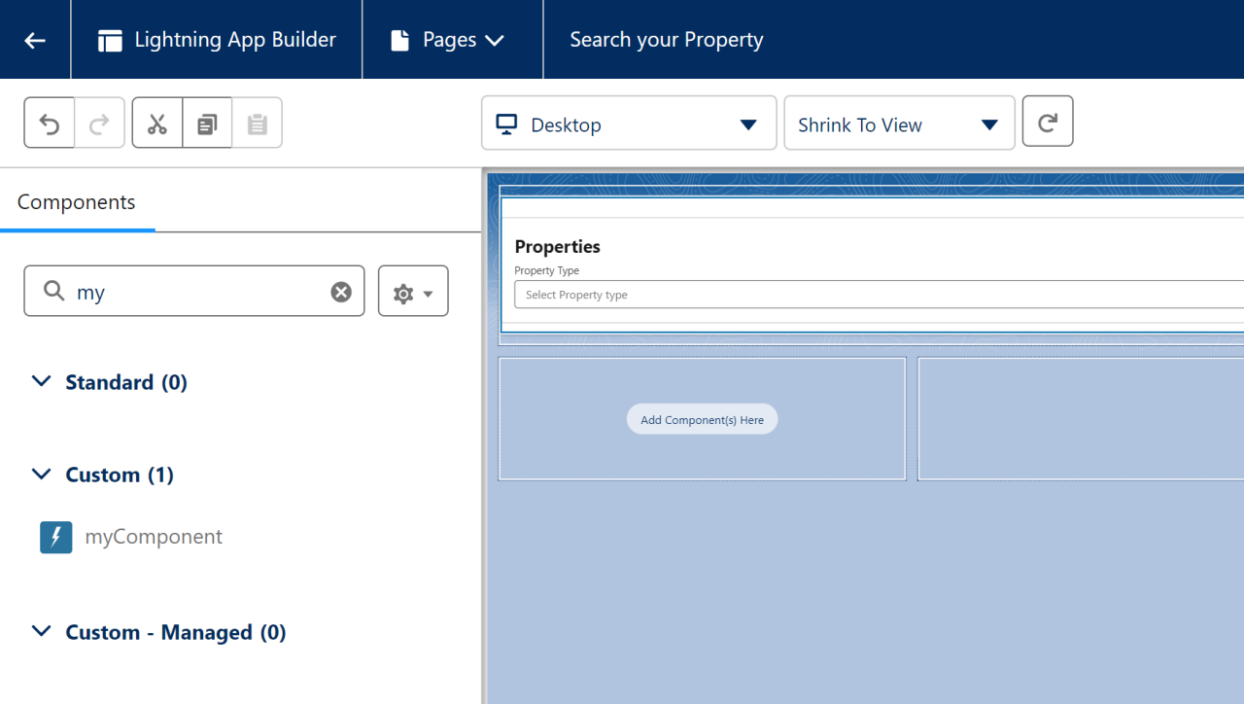 Lightning App Builder
Pages
Search your Property
Desktop
Shrink To View
Components
my
Standard (0)
Custom (1)
myComponent
Custom - Managed (0)
Properties
Property Type
Select Property type
Add Component(s) Here